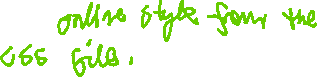 online style from the
css file.